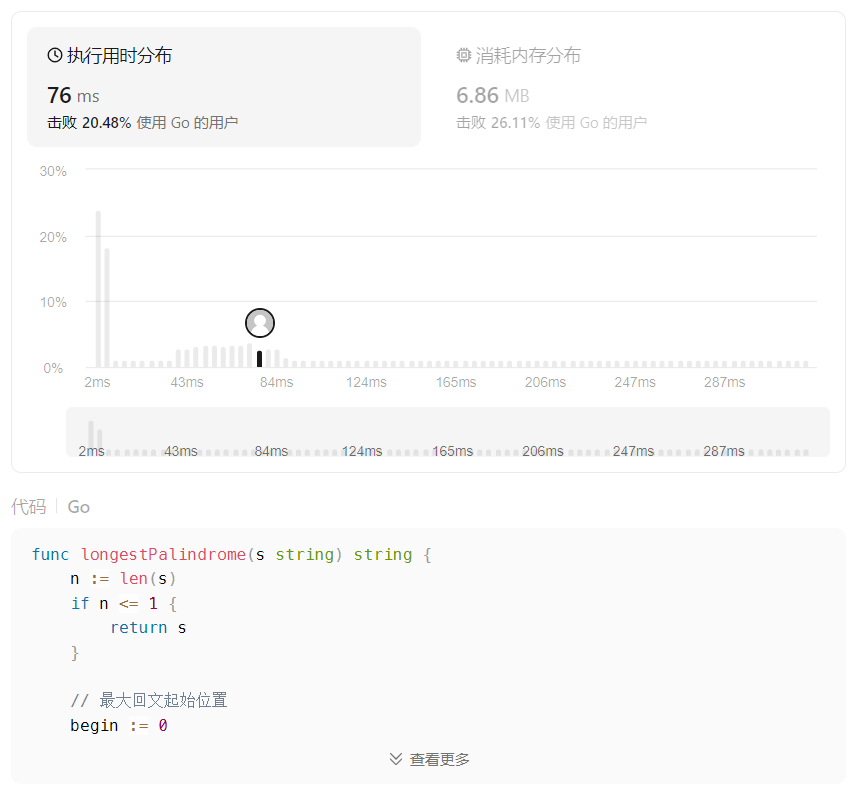 执行用时分布
76 ms
击败 20.48% 使用 Go 的用户
消耗内存分布
6.86 MB
击败 26.11% 使用 Go 的用户
30%
20%
10%
0%
2ms 43ms 84ms 124ms 165ms 206ms 247ms 287ms
2ms 43ms 84ms 124ms 165ms 206ms 247ms 287ms
代码 Go
func longestPalindrome(s string) string {
    n := len(s)
    if n <= 1 {
        return s
    }
    // 最大回文起始位置
    begin := 0
查看更多